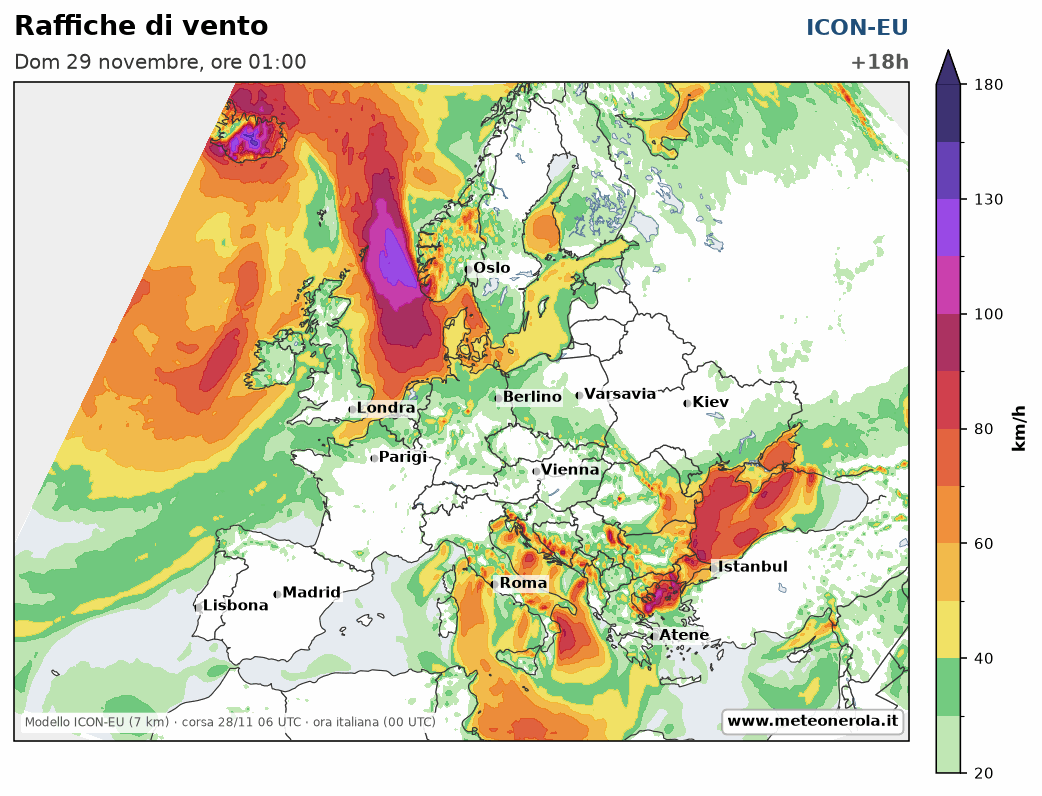 Raffiche di vento
ICON-EU
Dom 29 novembre, ore 01:00
+18h
180
130
100
80
60
40
20
km/h
Oslo
Berlino
Varsavia
Kiev
Londra
Parigi
Vienna
Istanbul
Roma
Madrid
Lisbona
Atene
Modello ICON-EU (7 km) · corsa 28/11 06 UTC · ora italiana (00 UTC)
www.meteonerola.it